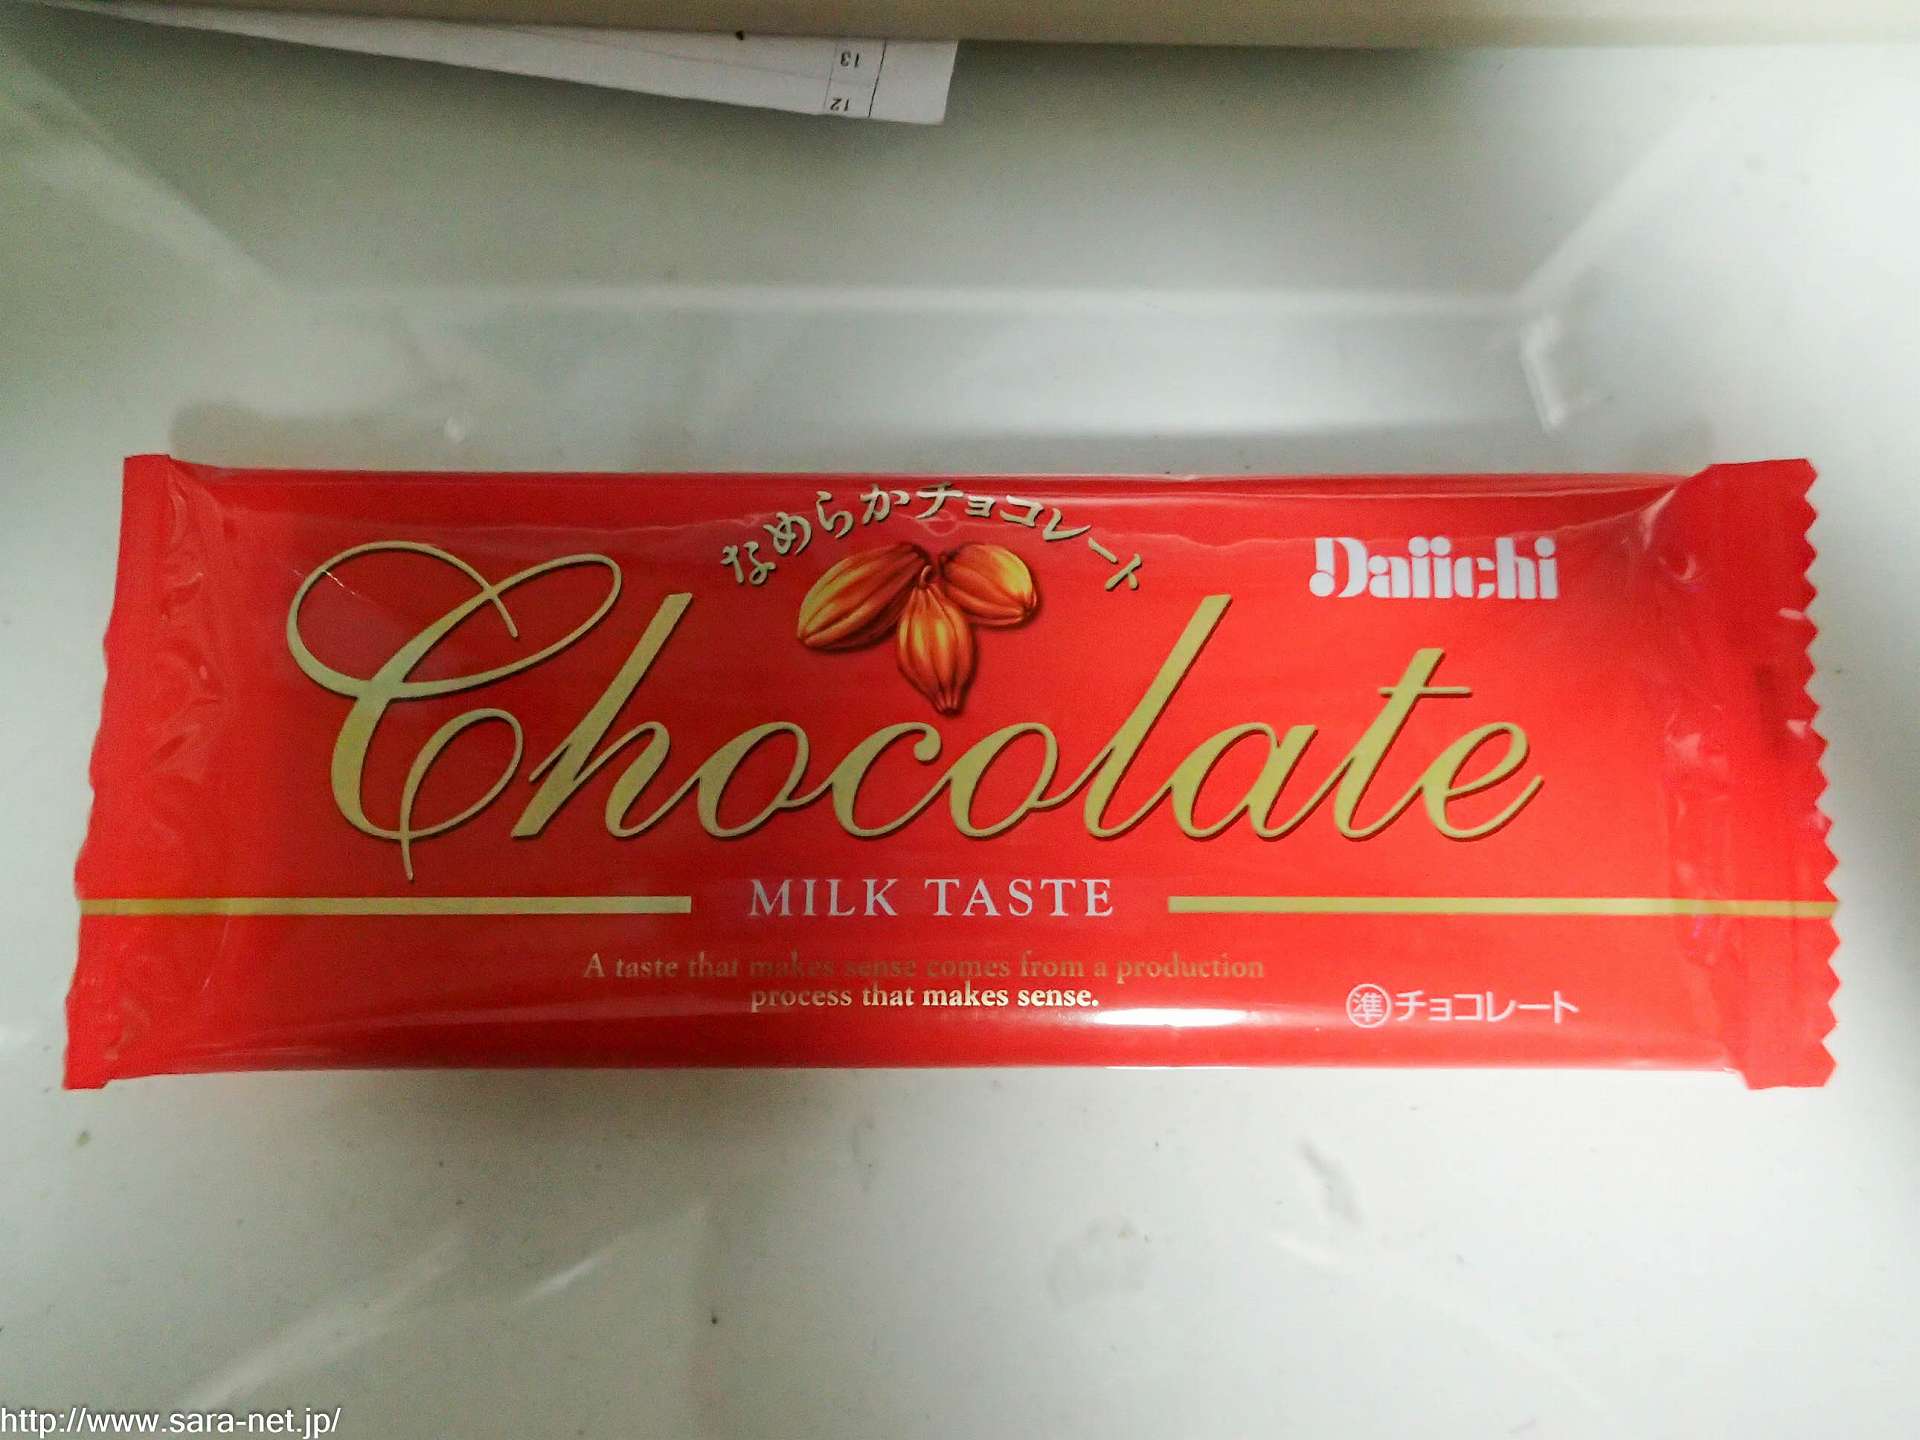 13
12
なめらかチョコレート
Daiichi
Chocolate
MILK TASTE
A taste that makes sense comes from a production
process that makes sense.
準チョコレート
http://www.sara-net.jp/